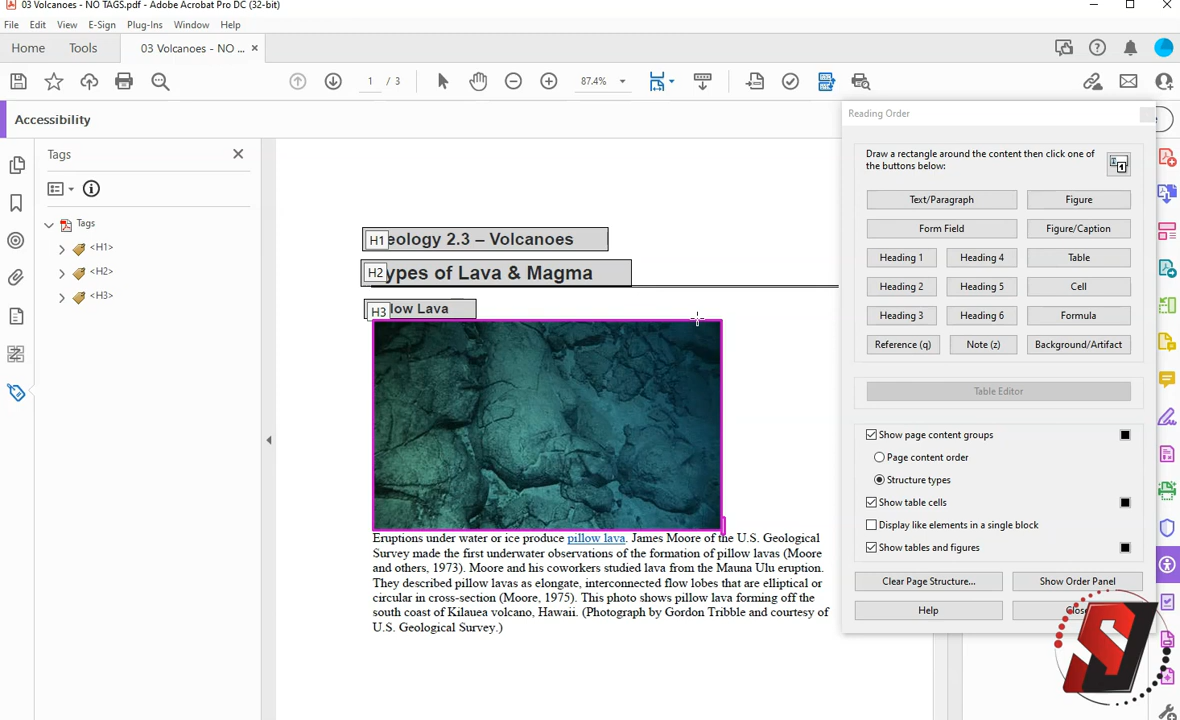 03 Volcanoes - NO TAGS.pdf - Adobe Acrobat Pro DC (32-bit)
File Edit View E-Sign Plug-Ins Window Help
Home Tools 03 Volcanoes - NO ... ×
1 / 3 87.4%
Accessibility
Tags
Tags
<H1>
<H2>
<H3>
H1 eology 2.3 – Volcanoes
H2 ypes of Lava & Magma
H3 low Lava
Eruptions under water or ice produce pillow lava. James Moore of the U.S. Geological
Survey made the first underwater observations of the formation of pillow lavas (Moore
and others, 1973). Moore and his coworkers studied lava from the Mauna Ulu eruption.
They described pillow lavas as elongate, interconnected flow lobes that are elliptical or
circular in cross-section (Moore, 1975). This photo shows pillow lava forming off the
south coast of Kilauea volcano, Hawaii. (Photograph by Gordon Tribble and courtesy of
U.S. Geological Survey.)
Reading Order
Draw a rectangle around the content then click one of
the buttons below:
Text/Paragraph Figure
Form Field Figure/Caption
Heading 1 Heading 4 Table
Heading 2 Heading 5 Cell
Heading 3 Heading 6 Formula
Reference (q) Note (z) Background/Artifact
Table Editor
Show page content groups
Page content order
Structure types
Show table cells
Display like elements in a single block
Show tables and figures
Clear Page Structure... Show Order Panel
Help Close